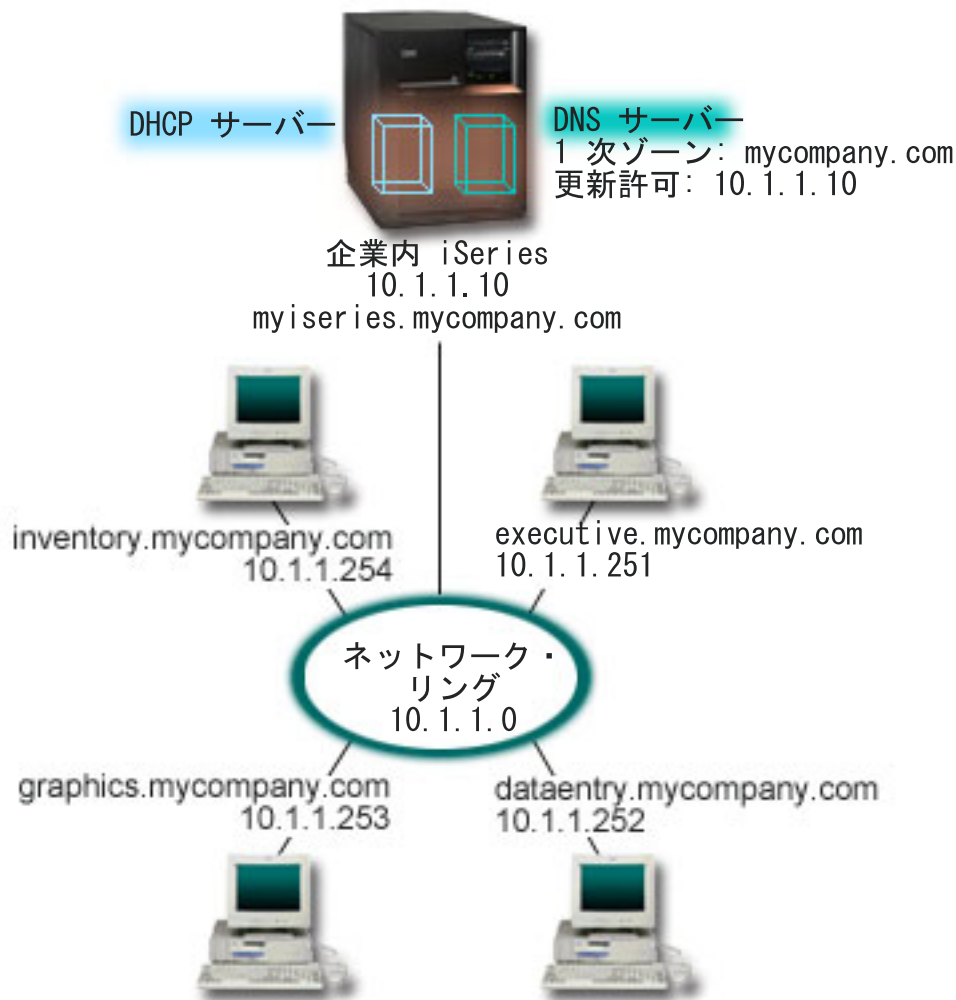 DHCP サーバー
DNS サーバー
1 次ゾーン: mycompany.com
更新許可: 10.1.1.10
企業内 iSeries
10.1.1.10
myiseries.mycompany.com
inventory.mycompany.com
10.1.1.254
executive.mycompany.com
10.1.1.251
ネットワーク・
リング
10.1.1.0
graphics.mycompany.com
10.1.1.253
dataentry.mycompany.com
10.1.1.252